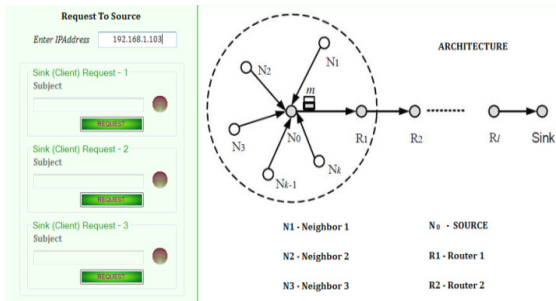 Request To Source
Enter IPAddress 192.168.1.103
Sink (Client) Request - 1
Subject
REQUEST
Sink (Client) Request - 2
Subject
REQUEST
Sink (Client) Request - 3
Subject
REQUEST
ARCHITECTURE
N1
N2
m
N3
N0
R1
R2
Rl
Sink
Nk
Nk-1
N1 - Neighbor 1
N0 - SOURCE
N2 - Neighbor 2
R1 - Router 1
N3 - Neighbor 3
R2 - Router 2